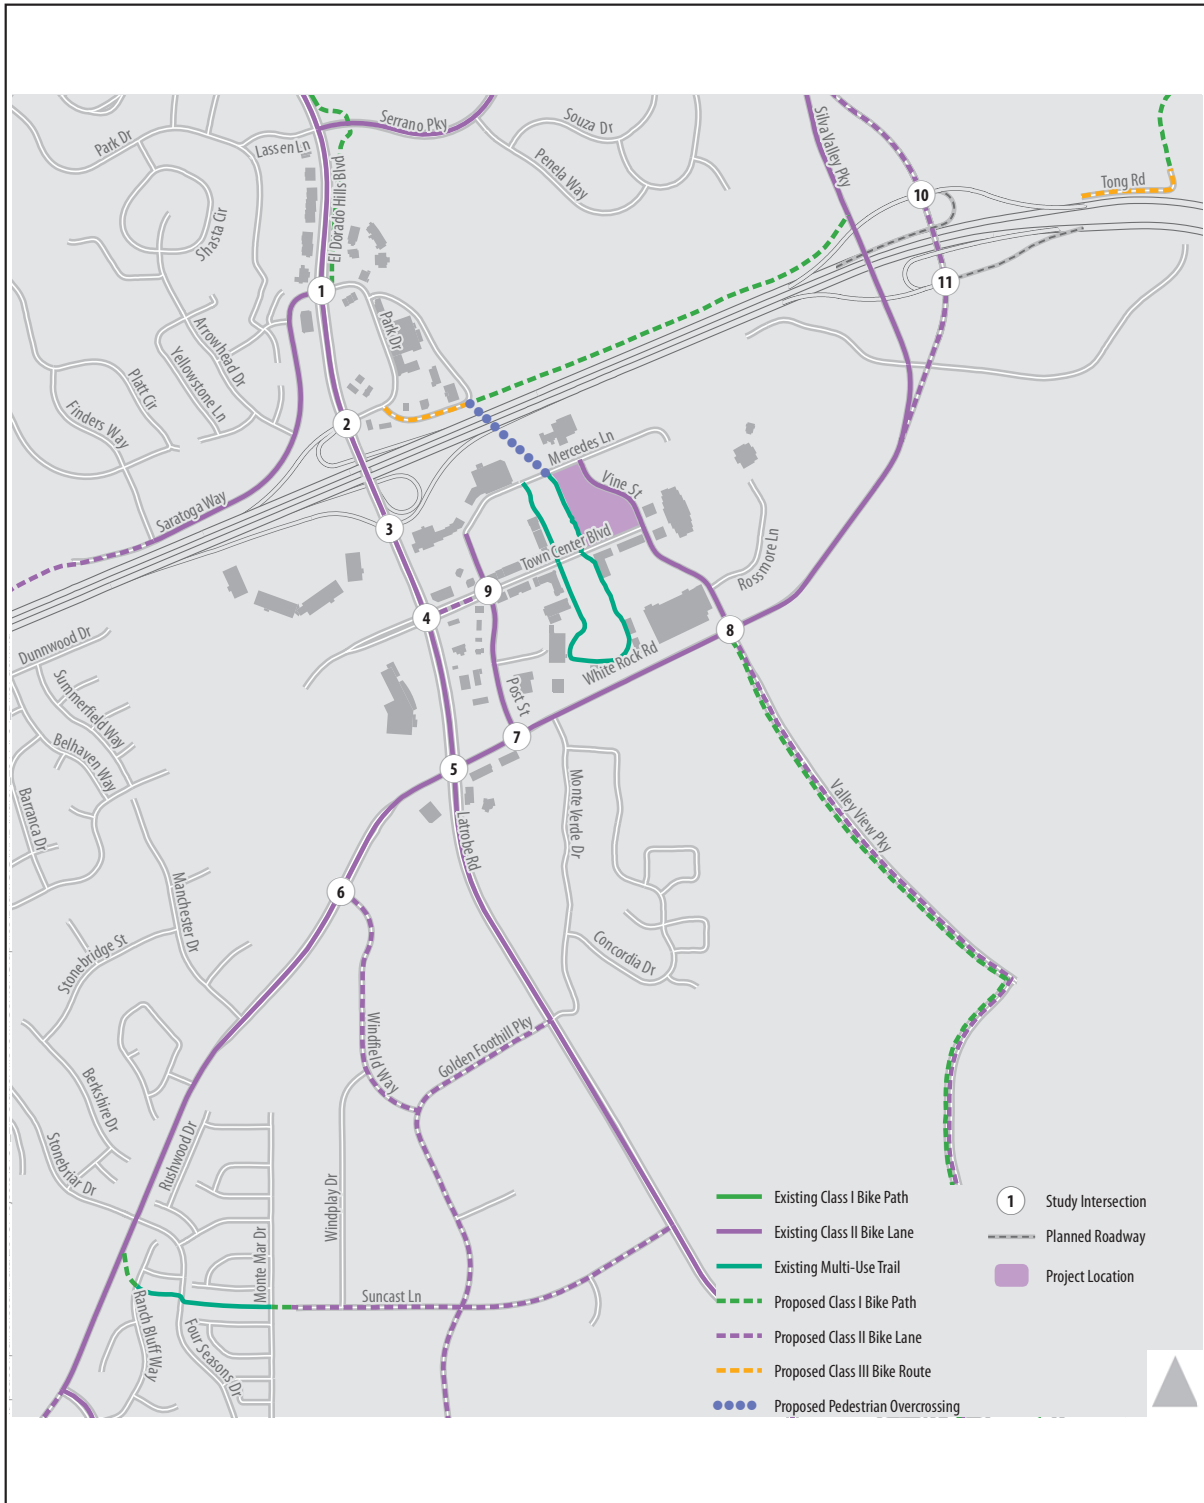 Serrano Pky
Souza Dr
Silva Valley Pky
Park Dr
Lassen Ln
Penela Way
El Dorado Hills Blvd
Tong Rd
10
Shasta Cir
11
1
Park Dr
Arrowhead Dr
Yellowstone Ln
Platt Cir
Finders Way
2
Mercedes Ln
Vine St
Saratoga Way
3
Town Center Blvd
Rossmore Ln
9
4
8
Dunnwood Dr
White Rock Rd
Summerfield Way
Post St
Belhaven Way
7
5
Barranca Dr
Monte Verde Dr
Latrobe Rd
Valley View Pky
6
Manchester Dr
Stonebridge St
Concordia Dr
Windfield Way
Golden Foothill Pky
Berkshire Dr
Stonebriar Dr
Rushwood Dr
Windplay Dr
Monte Mar Dr
Suncast Ln
Ranch Bluff Way
Four Seasons Dr
Existing Class I Bike Path
Existing Class II Bike Lane
Existing Multi-Use Trail
Proposed Class I Bike Path
Proposed Class II Bike Lane
Proposed Class III Bike Route
Proposed Pedestrian Overcrossing
1 Study Intersection
Planned Roadway
Project Location